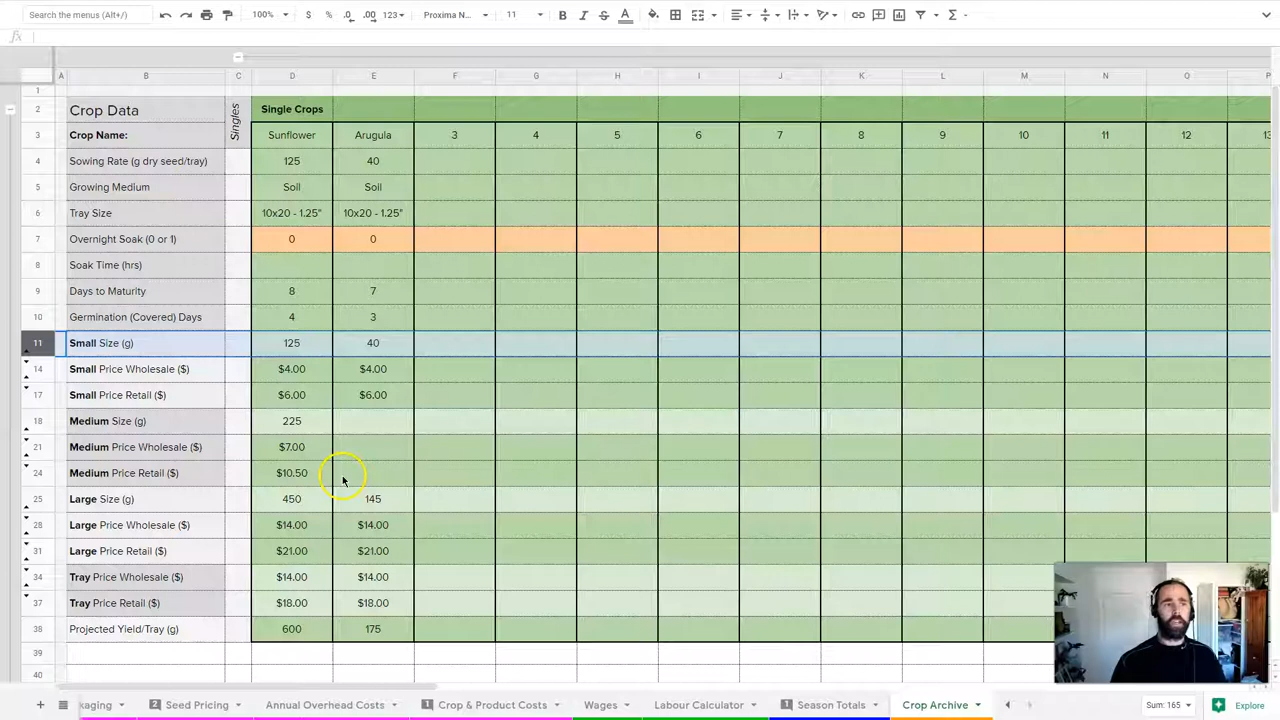 Search the menus (Alt+/) 100% $ % .0 .00 123 Proxima N... 11 B I S A Σ
fx
A B C D E F G H I J K L M N O P
1
2 Crop Data Singles Single Crops
3 Crop Name: Sunflower Arugula 3 4 5 6 7 8 9 10 11 12 13
4 Sowing Rate (g dry seed/tray) 125 40
5 Growing Medium Soil Soil
6 Tray Size 10x20 - 1.25" 10x20 - 1.25"
7 Overnight Soak (0 or 1) 0 0
8 Soak Time (hrs)
9 Days to Maturity 8 7
10 Germination (Covered) Days 4 3
11 Small Size (g) 125 40
14 Small Price Wholesale ($) $4.00 $4.00
17 Small Price Retail ($) $6.00 $6.00
18 Medium Size (g) 225
21 Medium Price Wholesale ($) $7.00
24 Medium Price Retail ($) $10.50
25 Large Size (g) 450 145
28 Large Price Wholesale ($) $14.00 $14.00
31 Large Price Retail ($) $21.00 $21.00
34 Tray Price Wholesale ($) $14.00 $14.00
37 Tray Price Retail ($) $18.00 $18.00
38 Projected Yield/Tray (g) 600 175
39
40
kaging 2 Seed Pricing Annual Overhead Costs 1 Crop & Product Costs Wages Labour Calculator 1 Season Totals Crop Archive Sum: 165 Explore